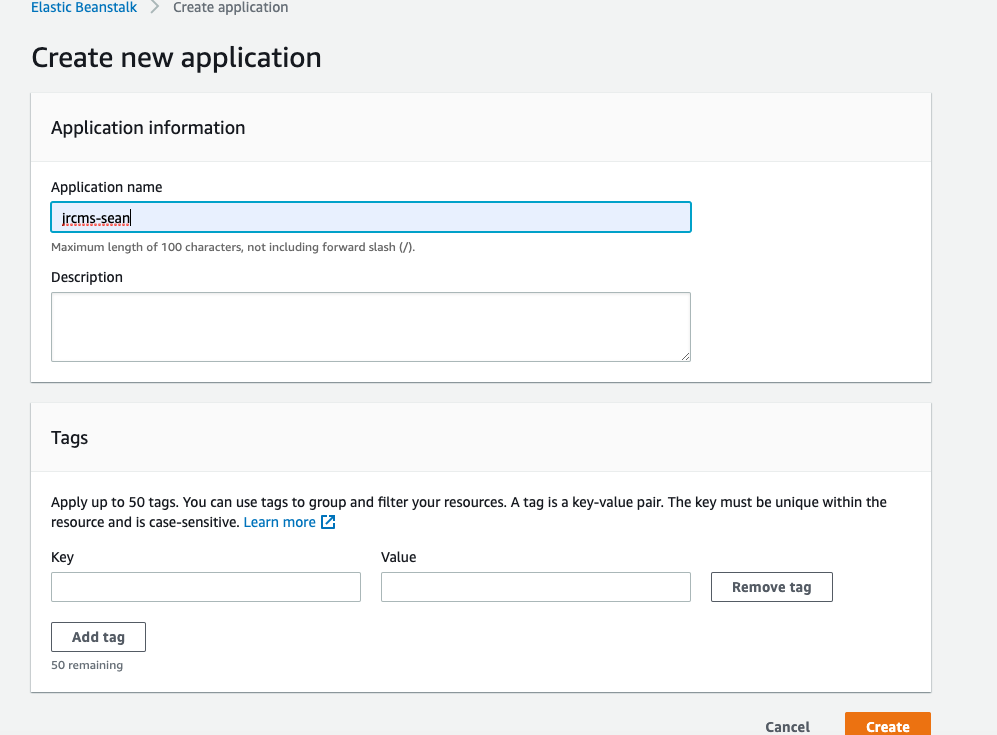 Elastic Beanstalk > Create application
Create new application
Application information
Application name
jrcms-sean
Maximum length of 100 characters, not including forward slash (/).
Description
Tags
Apply up to 50 tags. You can use tags to group and filter your resources. A tag is a key-value pair. The key must be unique within the
resource and is case-sensitive. Learn more
Key Value
Remove tag
Add tag
50 remaining
Cancel Create